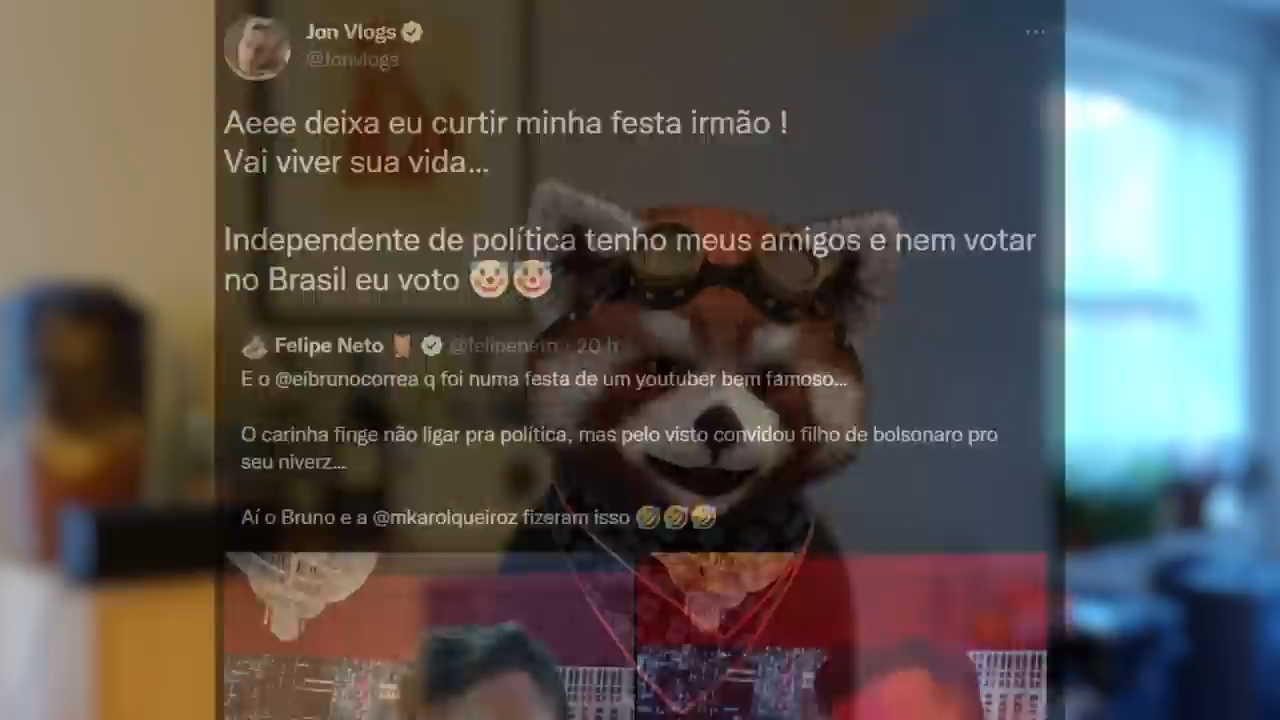 Jon Vlogs
@Jonvlogs
Aeee deixa eu curtir minha festa irmão !
Vai viver sua vida...
Independente de política tenho meus amigos e nem votar
no Brasil eu voto 🤡🤡
Felipe Neto @felipeneto · 20 h
E o @eibrunocorrea q foi numa festa de um youtuber bem famoso...
O carinha finge não ligar pra política, mas pelo visto convidou filho de bolsonaro pro
seu niverz...
Aí o Bruno e a @mkarolqueiroz fizeram isso 🤣🤣🤣